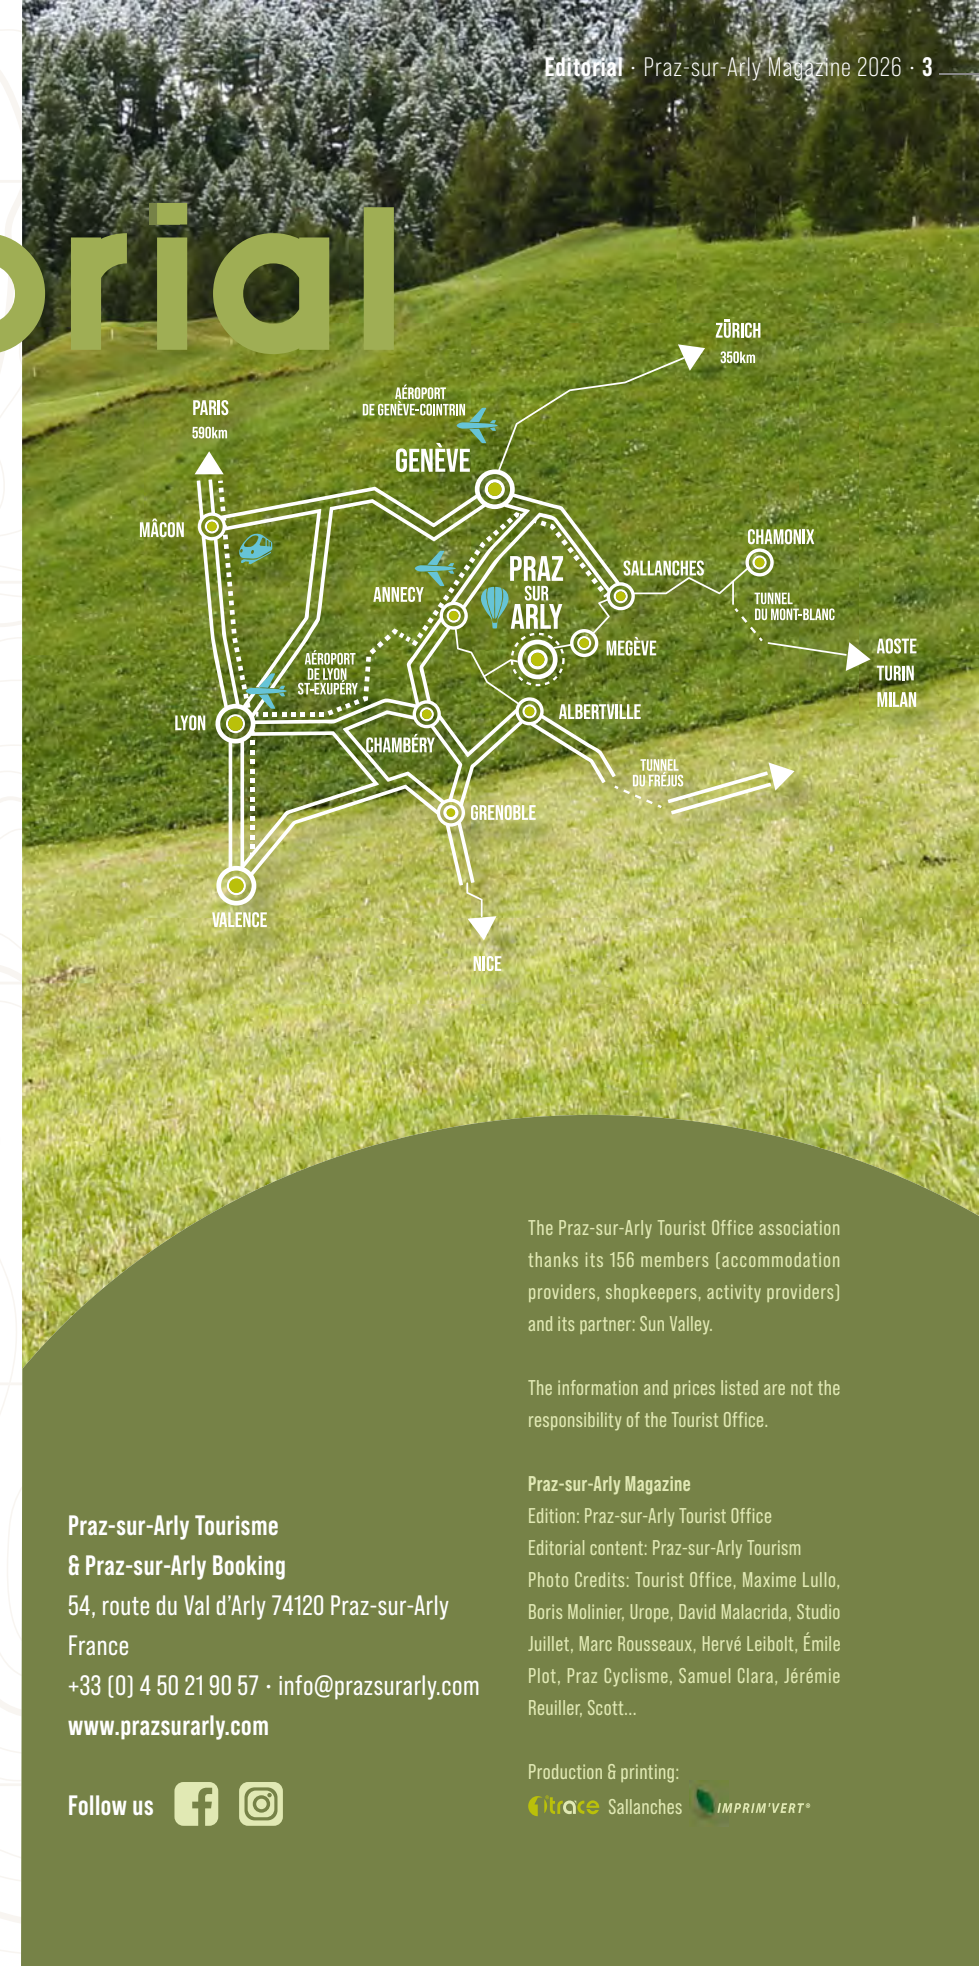 Editorial · Praz-sur-Arly Magazine 2026 · 3
orial
ZÜRICH
350km
AÉROPORT
DE GENÈVE-COINTRIN
PARIS
590km
GENÈVE
MÂCON
CHAMONIX
PRAZ
SUR
ARLY
SALLANCHES
ANNECY
TUNNEL
DU MONT-BLANC
MEGÈVE
AOSTE
TURIN
MILAN
AÉROPORT
DE LYON
ST-EXUPÉRY
LYON
ALBERTVILLE
CHAMBÉRY
TUNNEL
DU FRÉJUS
GRENOBLE
VALENCE
NICE
The Praz-sur-Arly Tourist Office association
thanks its 156 members (accommodation
providers, shopkeepers, activity providers)
and its partner: Sun Valley.
The information and prices listed are not the
responsibility of the Tourist Office.
Praz-sur-Arly Magazine
Edition: Praz-sur-Arly Tourist Office
Editorial content: Praz-sur-Arly Tourism
Photo Credits: Tourist Office, Maxime Lullo,
Boris Molinier, Urope, David Malacrida, Studio
Juillet, Marc Rousseaux, Hervé Leibolt, Émile
Plot, Praz Cyclisme, Samuel Clara, Jérémie
Reuiller, Scott...
Production & printing:
itrace Sallanches IMPRIM'VERT®
Praz-sur-Arly Tourisme
& Praz-sur-Arly Booking
54, route du Val d'Arly 74120 Praz-sur-Arly
France
+33 (0) 4 50 21 90 57 · info@prazsurarly.com
www.prazsurarly.com
Follow us